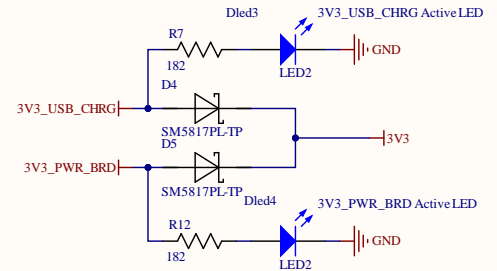 Dled3
3V3_USB_CHRG Active LED
R7
182
LED2
GND
D4
3V3_USB_CHRG
SM5817PL-TP
3V3
D5
3V3_PWR_BRD
SM5817PL-TP
Dled4
3V3_PWR_BRD Active LED
R12
182
LED2
GND